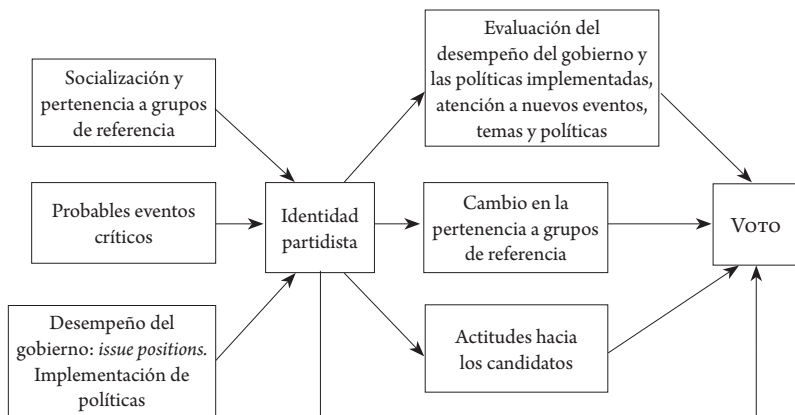 Socialización y
pertenencia a grupos
de referencia
Probables eventos
críticos
Desempeño del
gobierno: issue positions.
Implementación de
políticas
Identidad
partidista
Evaluación del
desempeño del gobierno y
las políticas implementadas,
atención a nuevos eventos,
temas y políticas
Cambio en la
pertenencia a grupos
de referencia
Actitudes hacia
los candidatos
Voto